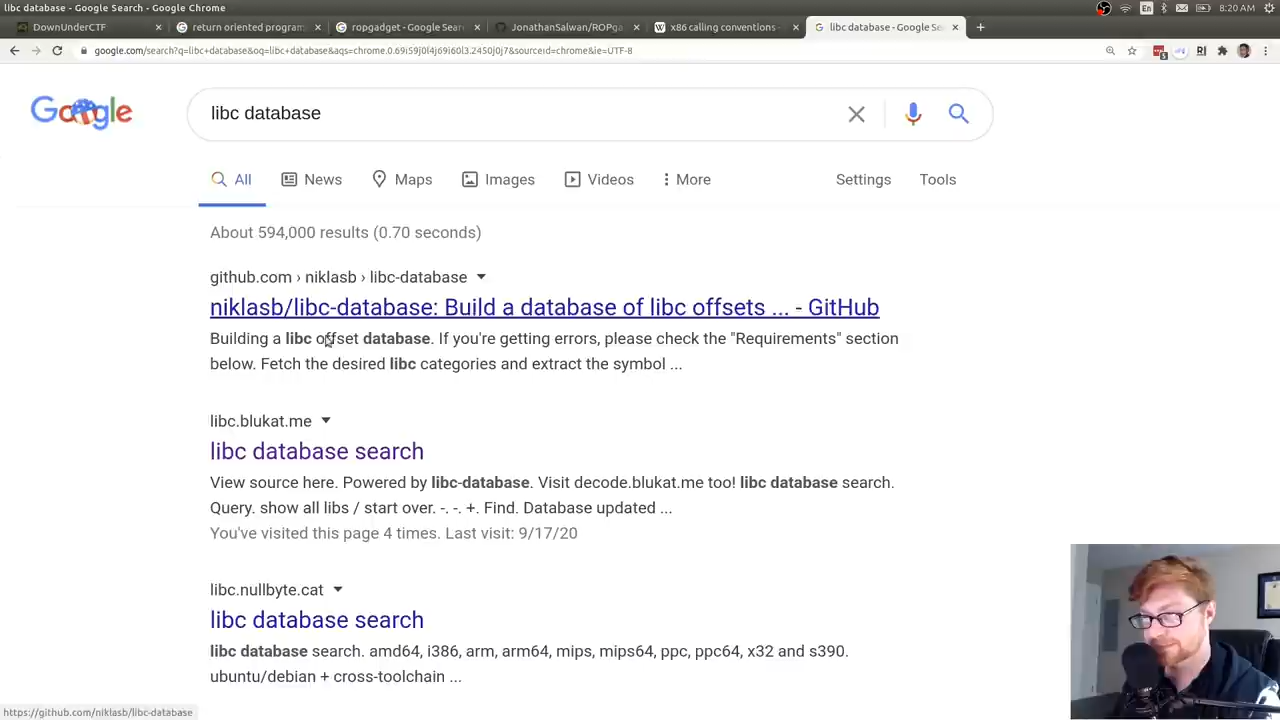 libc database - Google Search - Google Chrome
En
8:20 AM
DownUnderCTF
return oriented program
ropgadget - Google Sear
JonathanSalwan/ROPga
x86 calling conventions -
libc database - Google Se
google.com/search?q=libc+database&oq=libc+database&aqs=chrome.0.69i59j0l4j69i60l3.2450j0j7&sourceid=chrome&ie=UTF-8
Google
libc database
All
News
Maps
Images
Videos
More
Settings
Tools
About 594,000 results (0.70 seconds)
github.com › niklasb › libc-database
niklasb/libc-database: Build a database of libc offsets ... - GitHub
Building a libc offset database. If you're getting errors, please check the "Requirements" section
below. Fetch the desired libc categories and extract the symbol ...
libc.blukat.me
libc database search
View source here. Powered by libc-database. Visit decode.blukat.me too! libc database search.
Query. show all libs / start over. -. -. +. Find. Database updated ...
You've visited this page 4 times. Last visit: 9/17/20
libc.nullbyte.cat
libc database search
libc database search. amd64, i386, arm, arm64, mips, mips64, ppc, ppc64, x32 and s390.
ubuntu/debian + cross-toolchain ...
https://github.com/niklasb/libc-database